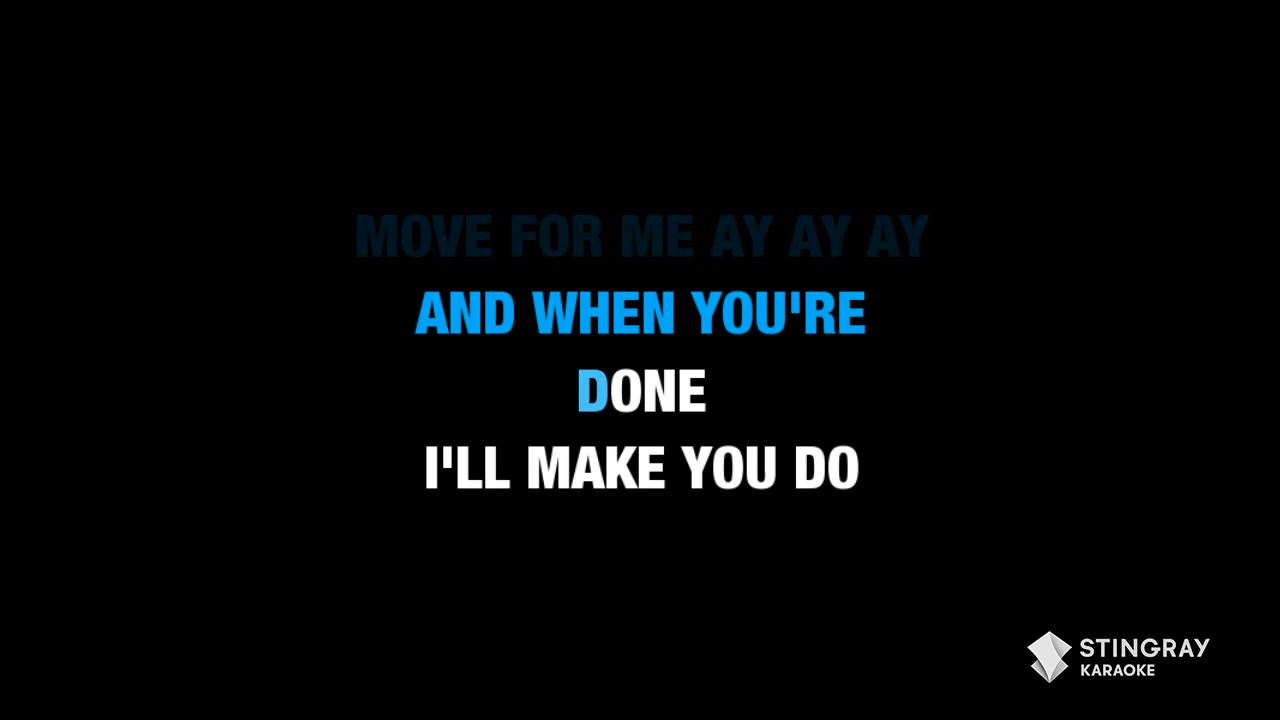 MOVE FOR ME AY AY AY
AND WHEN YOU'RE
DONE
I'LL MAKE YOU DO
STINGRAY
KARAOKE